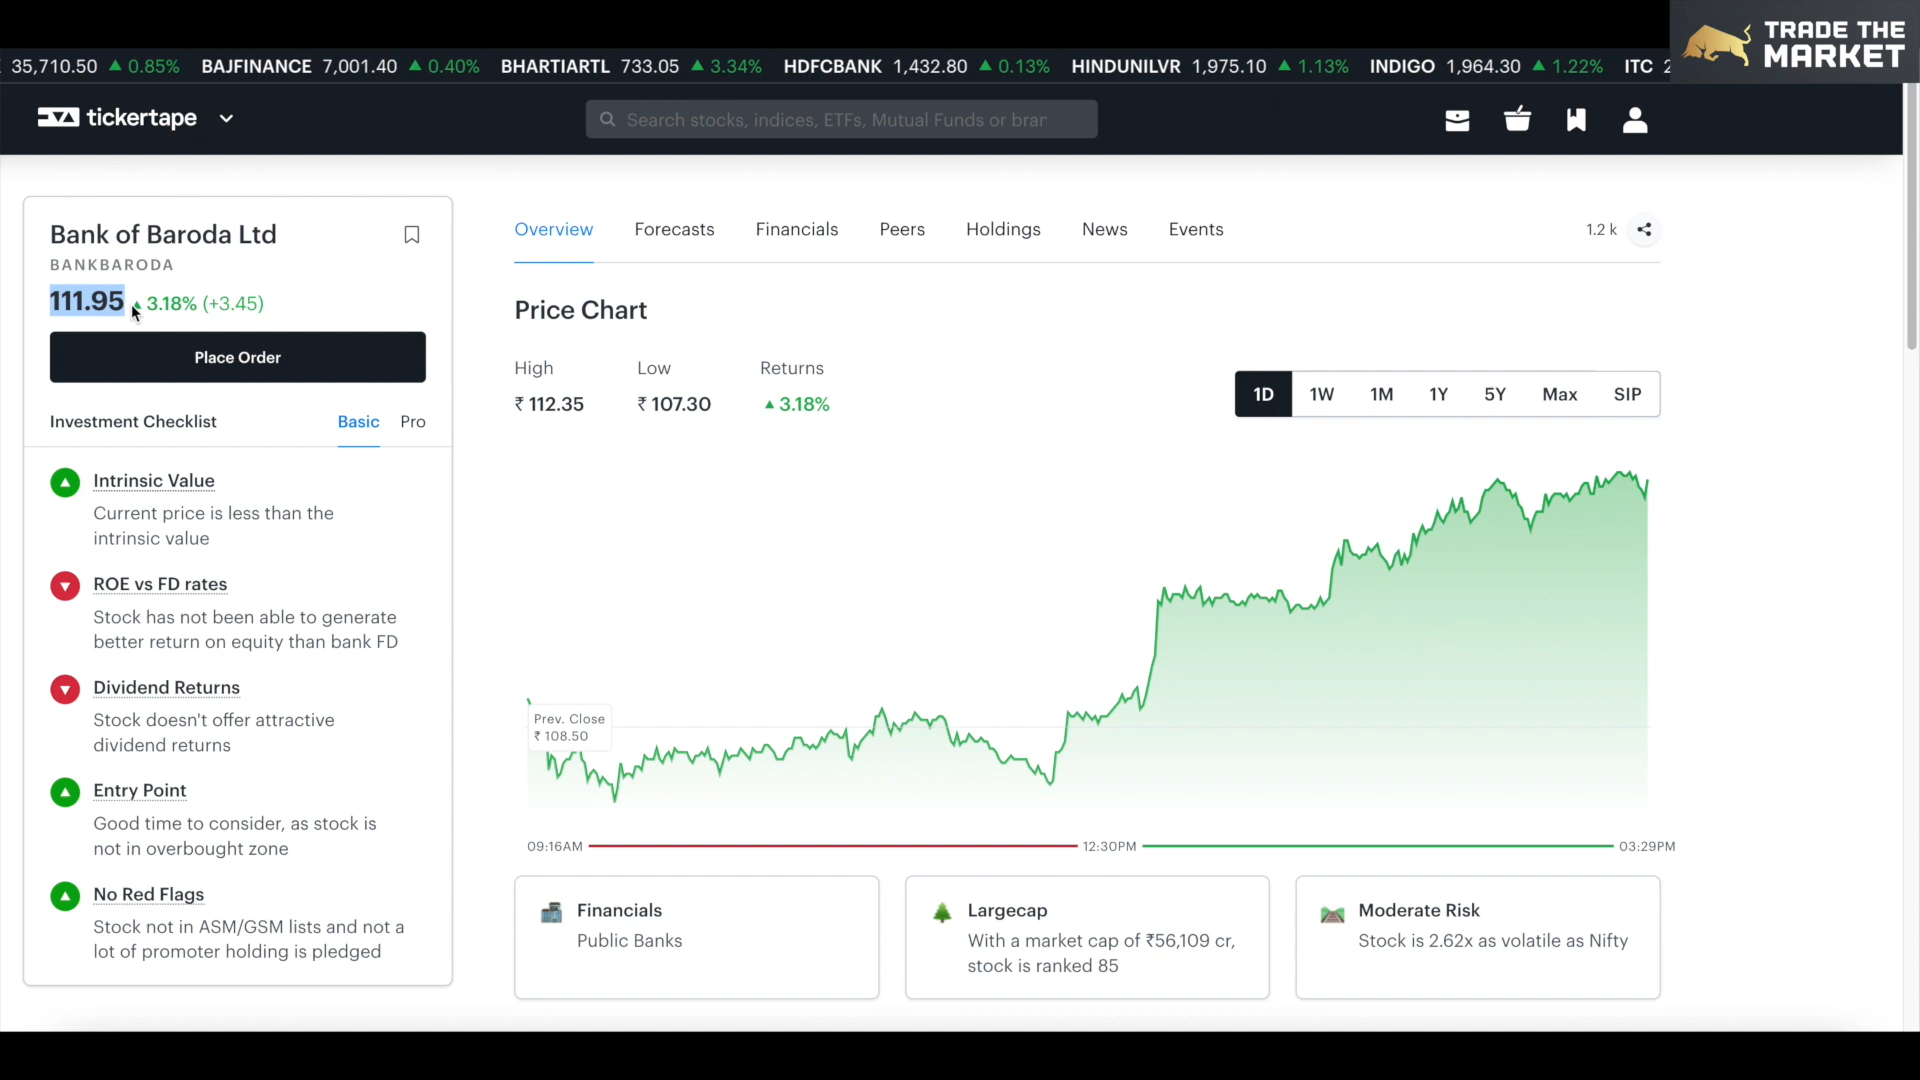 TRADE THE
MARKET
35,710.50 ▲ 0.85% BAJFINANCE 7,001.40 ▲ 0.40% BHARTIARTL 733.05 ▲ 3.34% HDFCBANK 1,432.80 ▲ 0.13% HINDUNILVR 1,975.10 ▲ 1.13% INDIGO 1,964.30 ▲ 1.22% ITC 2
tickertape
Search stocks, indices, ETFs, Mutual Funds or brar
Bank of Baroda Ltd
BANKBARODA
111.95 ▲ 3.18% (+3.45)
Place Order
Investment Checklist Basic Pro
Intrinsic Value
Current price is less than the
intrinsic value
ROE vs FD rates
Stock has not been able to generate
better return on equity than bank FD
Dividend Returns
Stock doesn't offer attractive
dividend returns
Entry Point
Good time to consider, as stock is
not in overbought zone
No Red Flags
Stock not in ASM/GSM lists and not a
lot of promoter holding is pledged
Overview Forecasts Financials Peers Holdings News Events 1.2 k
Price Chart
High Low Returns
₹ 112.35 ₹ 107.30 ▲ 3.18%
1D 1W 1M 1Y 5Y Max SIP
Prev. Close
₹ 108.50
09:16AM 12:30PM 03:29PM
Financials
Public Banks
Largecap
With a market cap of ₹56,109 cr,
stock is ranked 85
Moderate Risk
Stock is 2.62x as volatile as Nifty